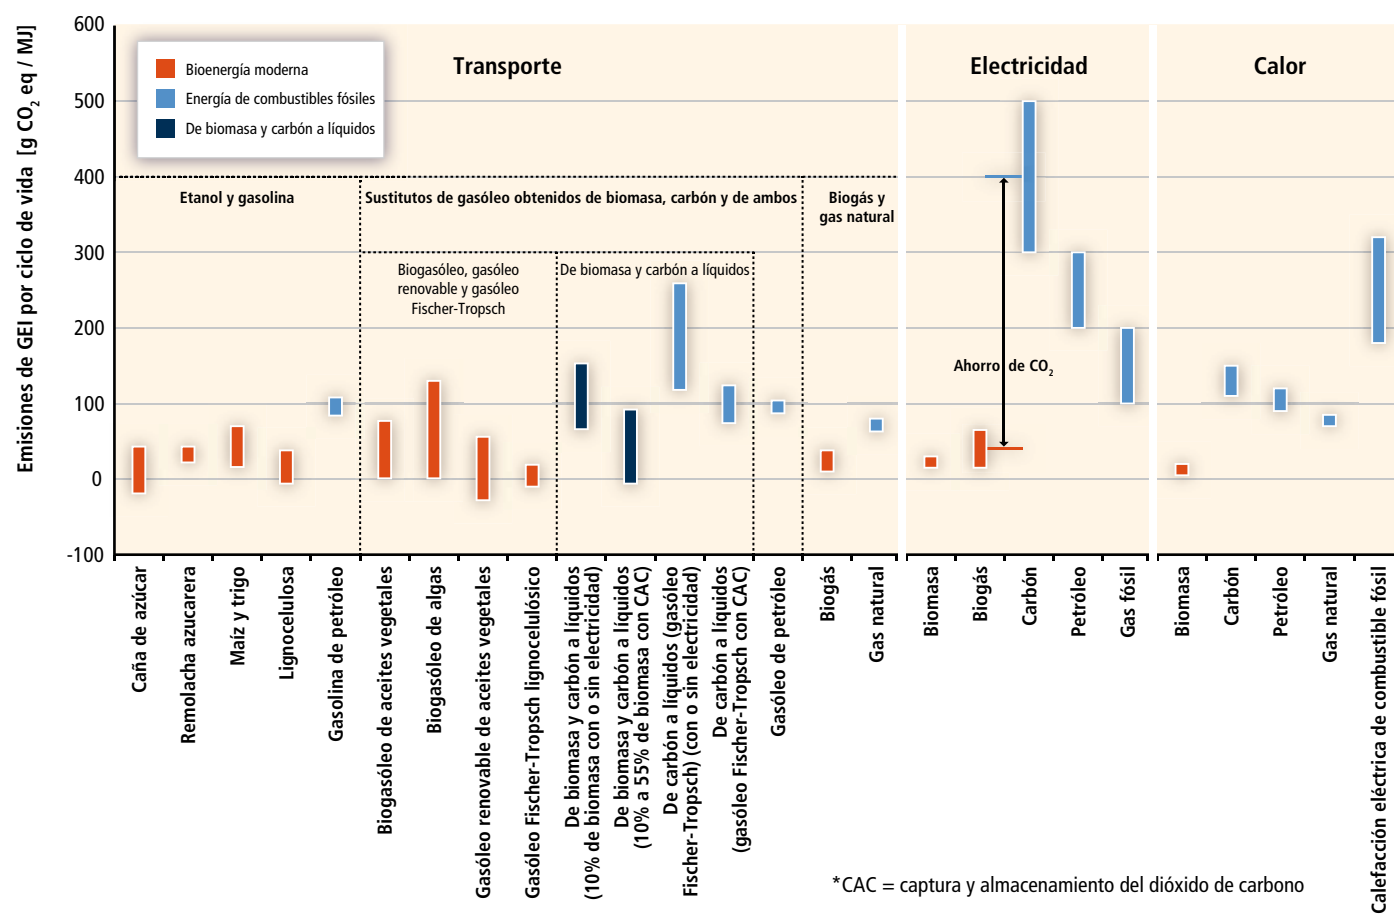 Emisiones de GEI por ciclo de vida [g CO2 eq / MJ]
600
500
400
300
200
100
0
-100
Bioenergía moderna
Energía de combustibles fósiles
De biomasa y carbón a líquidos
Transporte
Electricidad
Calor
Etanol y gasolina
Sustitutos de gasóleo obtenidos de biomasa, carbón y de ambos
Biogás y
gas natural
Biogasóleo, gasóleo
renovable y gasóleo
Fischer-Tropsch
De biomasa y carbón a líquidos
Ahorro de CO2
Caña de azúcar
Remolacha azucarera
Maíz y trigo
Lignocelulosa
Gasolina de petróleo
Biogasóleo de aceites vegetales
Biogasóleo de algas
Gasóleo renovable de aceites vegetales
Gasóleo Fischer-Tropsch lignocelulósico
De biomasa y carbón a líquidos
(10% de biomasa con o sin electricidad)
De biomasa y carbón a líquidos
(10% a 55% de biomasa con CAC)
De carbón a líquidos (gasóleo
Fischer-Tropsch) (con o sin electricidad)
De carbón a líquidos
(gasóleo Fischer-Tropsch con CAC)
Gasóleo de petróleo
Biogás
Gas natural
Biomasa
Biogás
Carbón
Petróleo
Gas fósil
Biomasa
Carbón
Petróleo
Gas natural
Calefacción eléctrica de combustible fósil
*CAC = captura y almacenamiento del dióxido de carbono